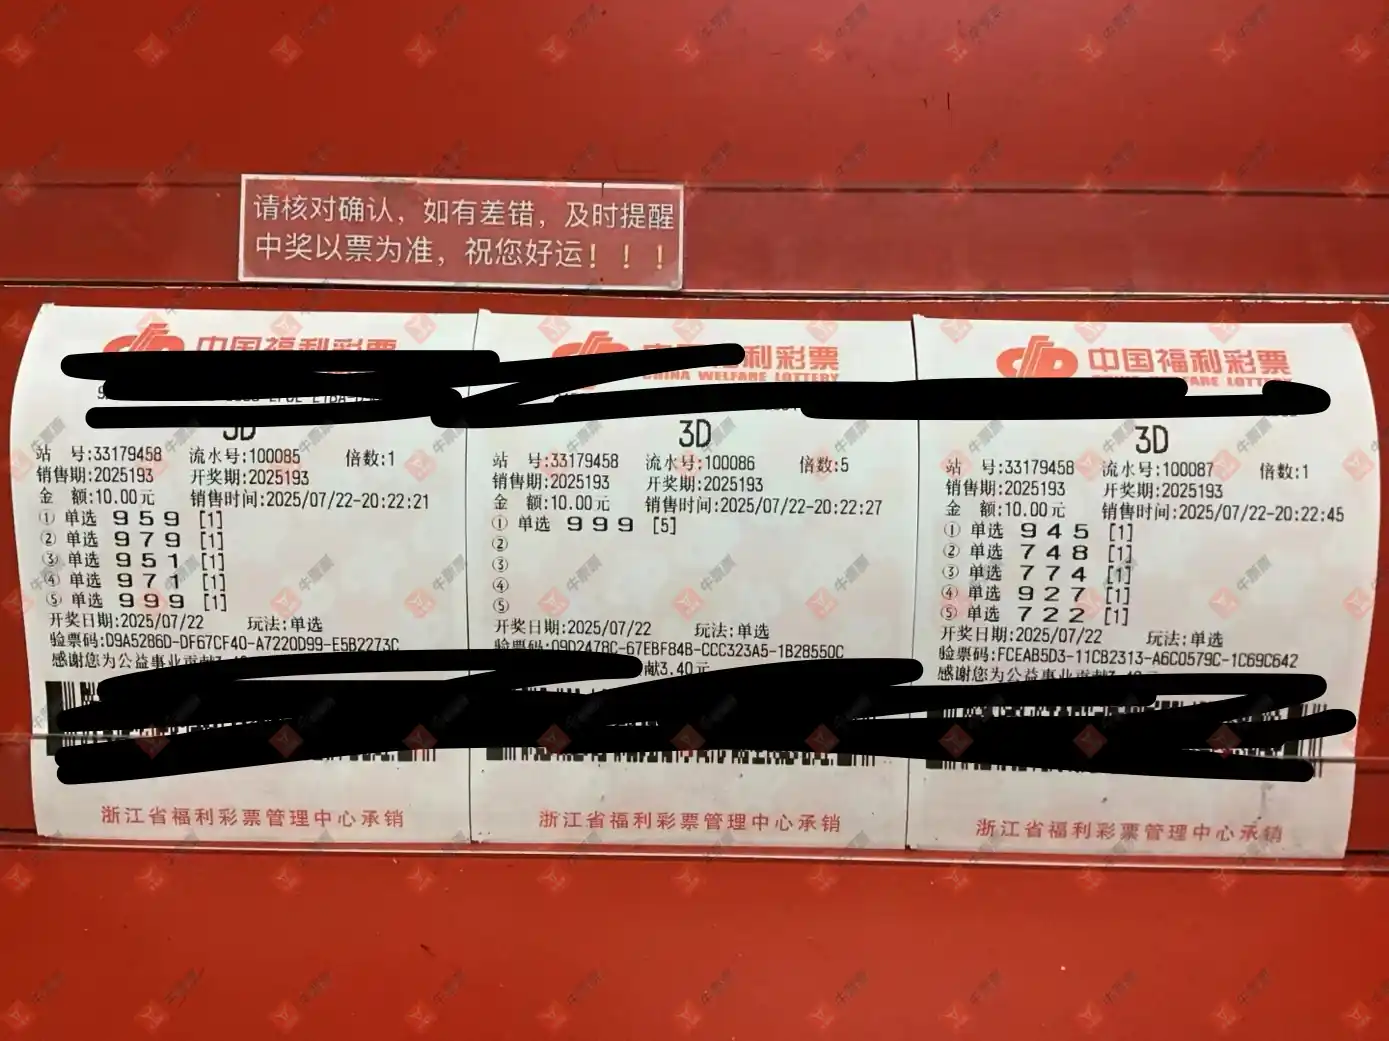 请核对确认，如有差错，及时提醒
中奖以票为准，祝您好运！！！
中国福利彩票
3D
站 号:33179458 流水号:100085 倍数:1
销售期:2025193 开奖期:2025193
金 额:10.00元 销售时间:2025/07/22-20:22:21
① 单选 9 5 9 [1]
② 单选 9 7 9 [1]
③ 单选 9 5 1 [1]
④ 单选 9 7 1 [1]
⑤ 单选 9 9 9 [1]
开奖日期:2025/07/22 玩法:单选
验票码:D9A5286D-DF67CF40-A7220D99-E5B2273C
感谢您为公益事业贡献3.40
浙江省福利彩票管理中心承销
利彩票
CHINA WELFARE LOTTERY
3D
站 号:33179458 流水号:100086 倍数:5
销售期:2025193 开奖期:2025193
金 额:10.00元 销售时间:2025/07/22-20:22:27
① 单选 9 9 9 [5]
②
③
④
⑤
开奖日期:2025/07/22 玩法:单选
验票码:09D2478C-67EBF84B-CCC323A5-1B28550C
献3.40元
浙江省福利彩票管理中心承销
中国福利彩票
CHINA WELFARE LOTTERY
3D
站 号:33179458 流水号:100087 倍数:1
销售期:2025193 开奖期:2025193
金 额:10.00元 销售时间:2025/07/22-20:22:45
① 单选 9 4 5 [1]
② 单选 7 4 8 [1]
③ 单选 7 7 4 [1]
④ 单选 9 2 7 [1]
⑤ 单选 7 2 2 [1]
开奖日期:2025/07/22 玩法:单选
验票码:FCEAB5D3-11CB2313-A6C0579C-1C69C642
感谢您为公益事业贡献3
浙江省福利彩票管理中心承销
牛票票